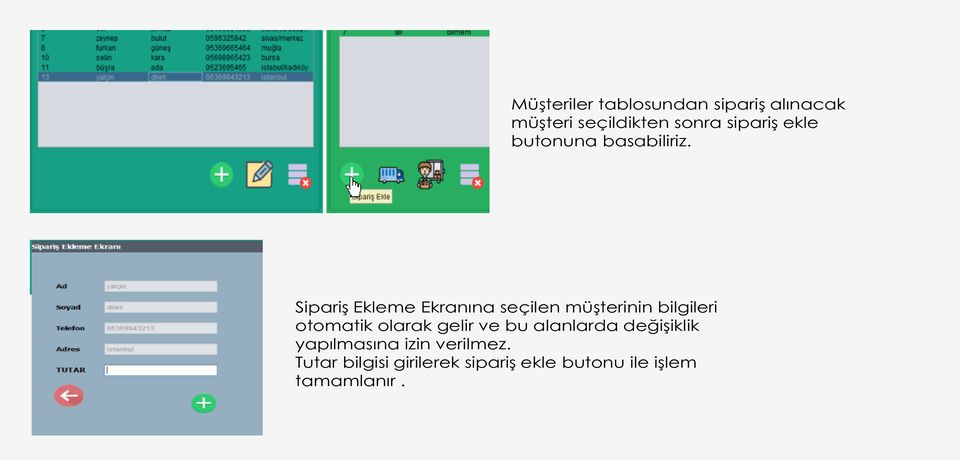 7 zeynep bulut 0596325842 sivas/merkez
8 furkan güneş 05369665464 muğla
10 selin kara 05698965423 bursa
11 büşra ada 0523695465 istabul/kadıköy
13 yalçın dilek 05369843213 istanbul
7 ali bilmem
Sipariş Ekle
Müşteriler tablosundan sipariş alınacak
müşteri seçildikten sonra sipariş ekle
butonuna basabiliriz.
Sipariş Ekleme Ekranı
Ad yalçın
Soyad dilek
Telefon 05369843213
Adres istanbul
TUTAR
Sipariş Ekleme Ekranına seçilen müşterinin bilgileri
otomatik olarak gelir ve bu alanlarda değişiklik
yapılmasına izin verilmez.
Tutar bilgisi girilerek sipariş ekle butonu ile işlem
tamamlanır .